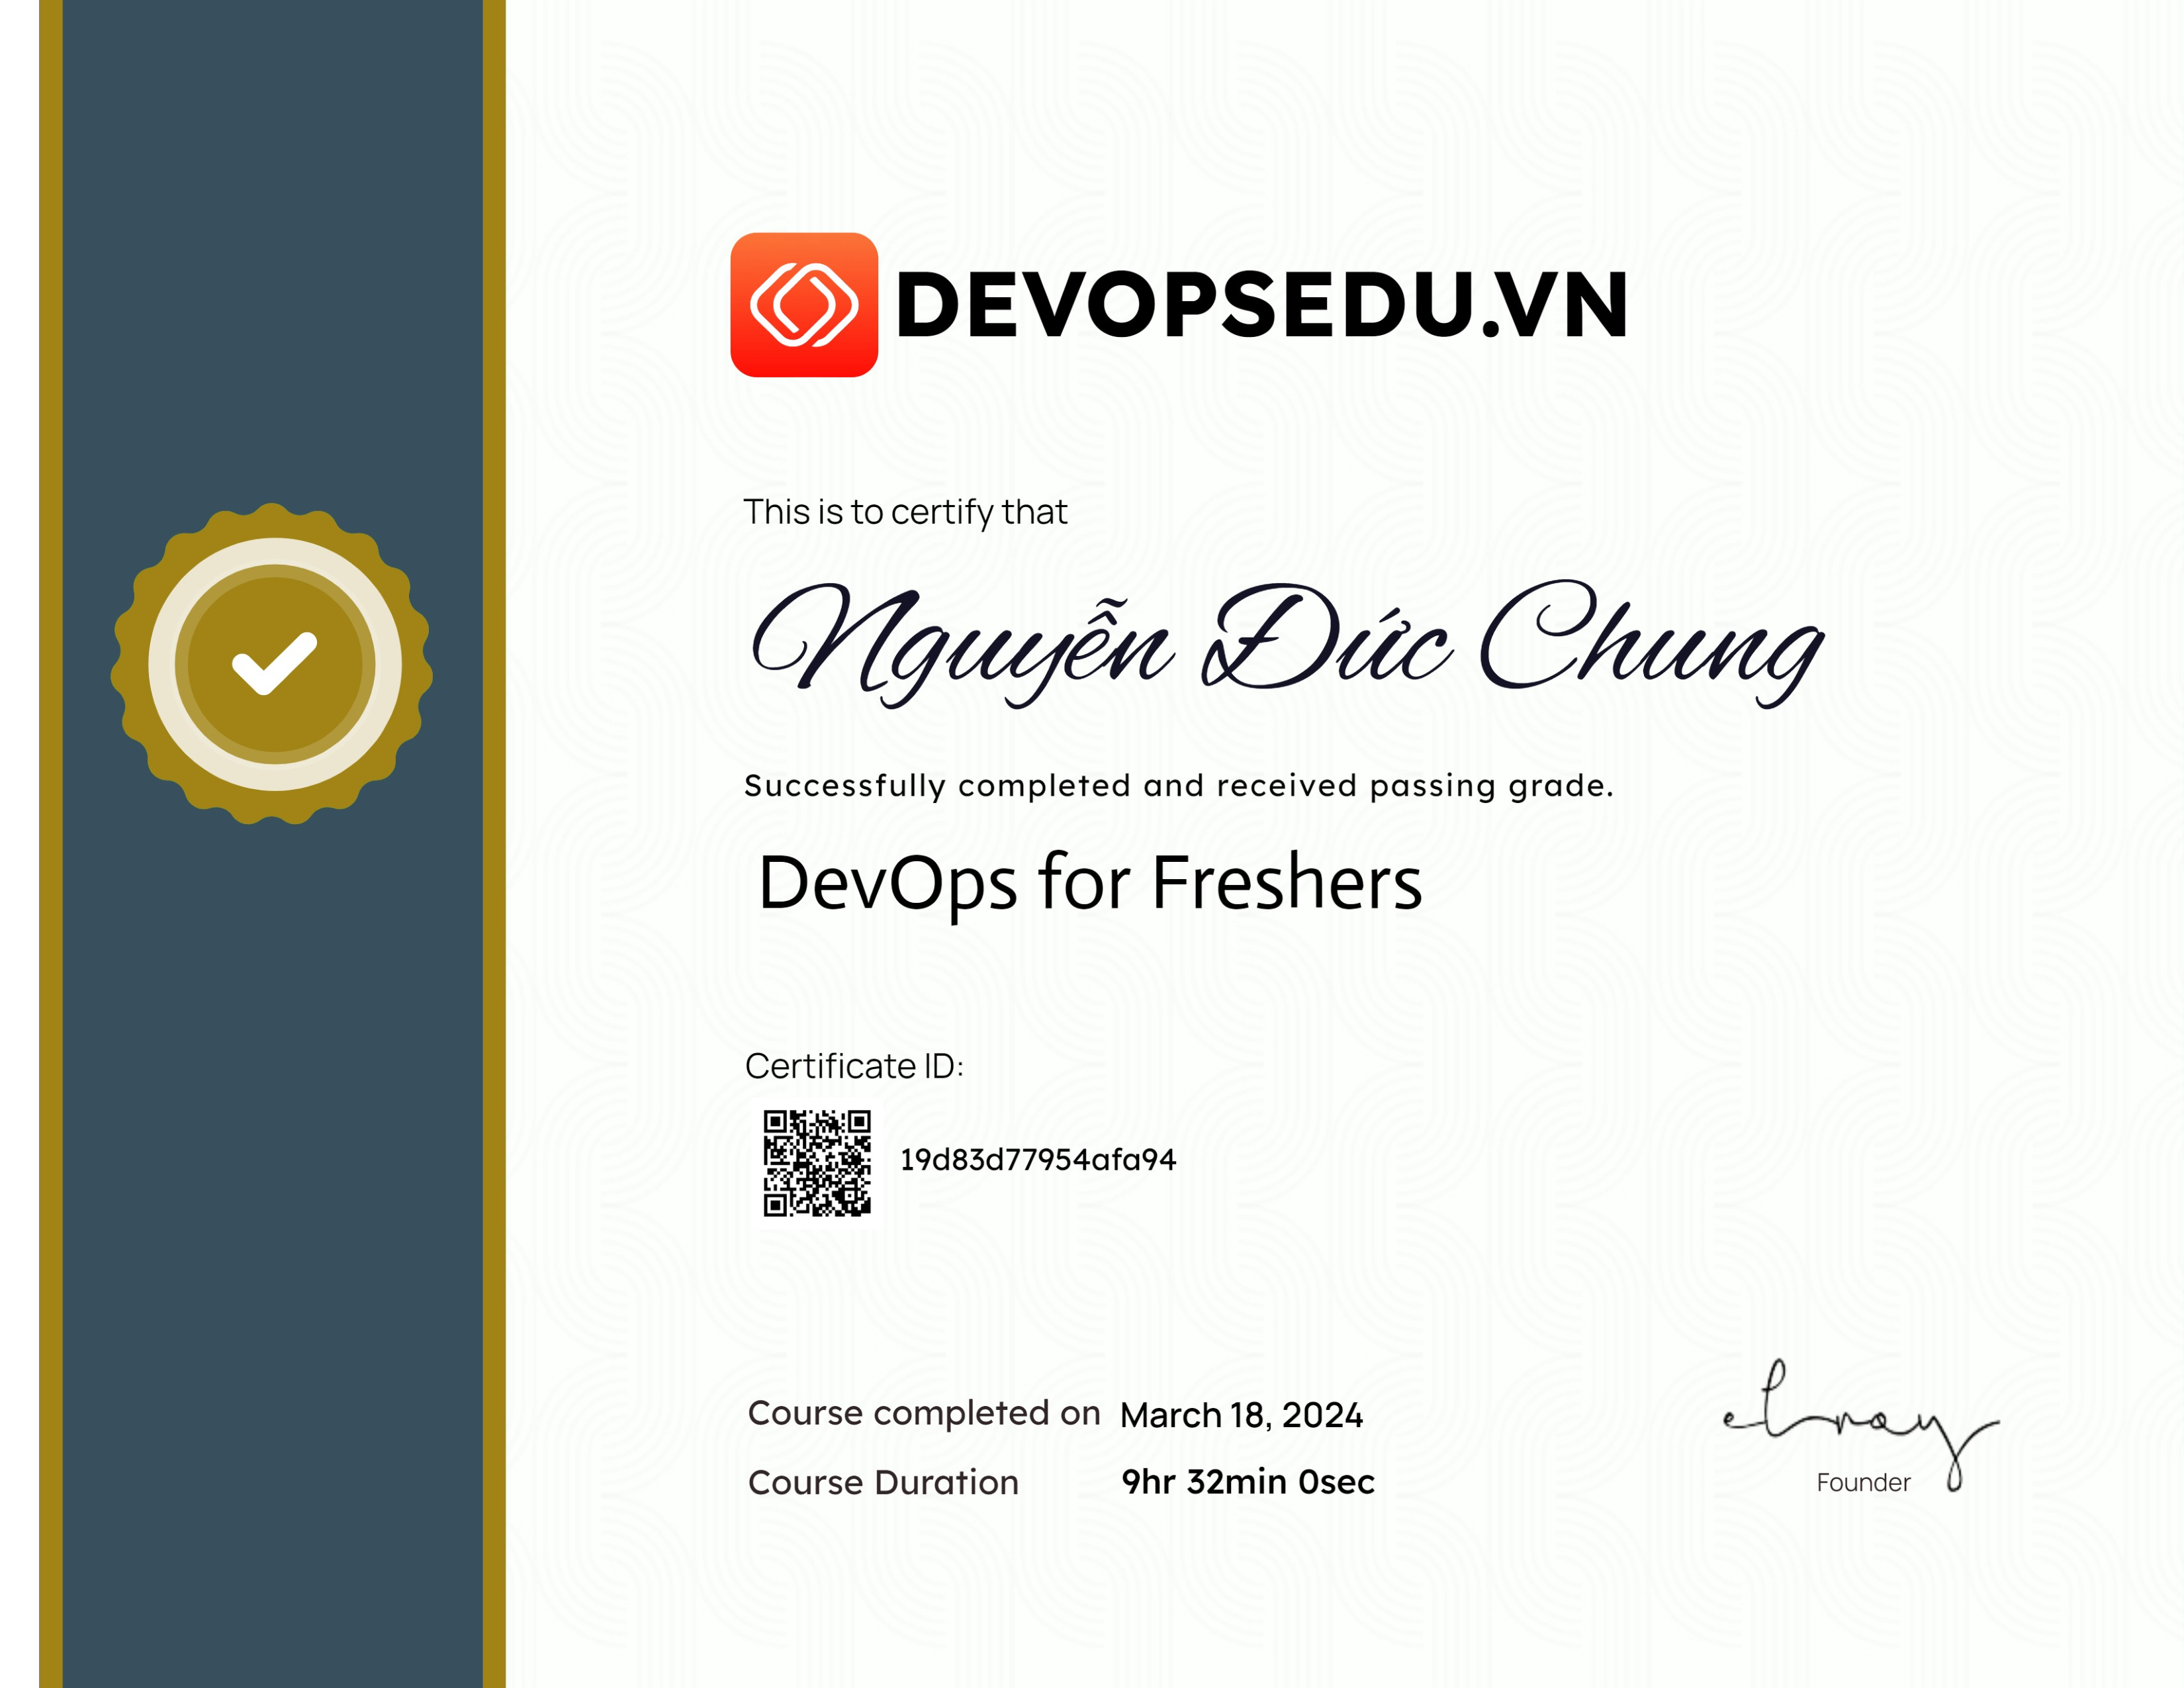 DEVOPSEDU.VN
This is to certify that
Nguyễn Đức Chung
Successfully completed and received passing grade.
DevOps for Freshers
Certificate ID:
19d83d77954afa94
Course completed on March 18, 2024
Course Duration 9hr 32min 0sec
elroy
Founder